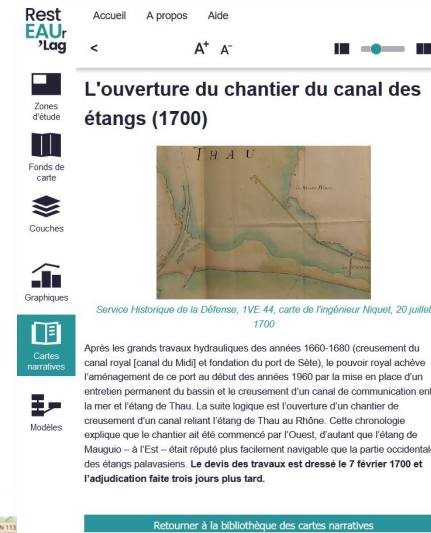 Rest
EAUr
'Lag
Accueil A propos Aide
< A+ A-
Zones
d'étude
Fonds de
carte
Couches
Graphiques
Cartes
narratives
Modèles
L'ouverture du chantier du canal des
étangs (1700)
THAU
Service Historique de la Défense, 1VE 44, carte de l'ingénieur Niquet, 20 juillet
1700
Après les grands travaux hydrauliques des années 1660-1680 (creusement du
canal royal [canal du Midi] et fondation du port de Sète), le pouvoir royal achève
l'aménagement de ce port au début des années 1960 par la mise en place d'un
entretien permanent du bassin et le creusement d'un canal de communication ent
la mer et l'étang de Thau. La suite logique est l'ouverture d'un chantier de
creusement d'un canal reliant l'étang de Thau au Rhône. Cette chronologie
explique que le chantier ait été commencé par l'Ouest, d'autant que l'étang de
Mauguio – à l'Est – était réputé plus facilement navigable que la partie occidentale
des étangs palavasiens. Le devis des travaux est dressé le 7 février 1700 et
l'adjudication faite trois jours plus tard.
Retourner à la bibliothèque des cartes narratives
N 113